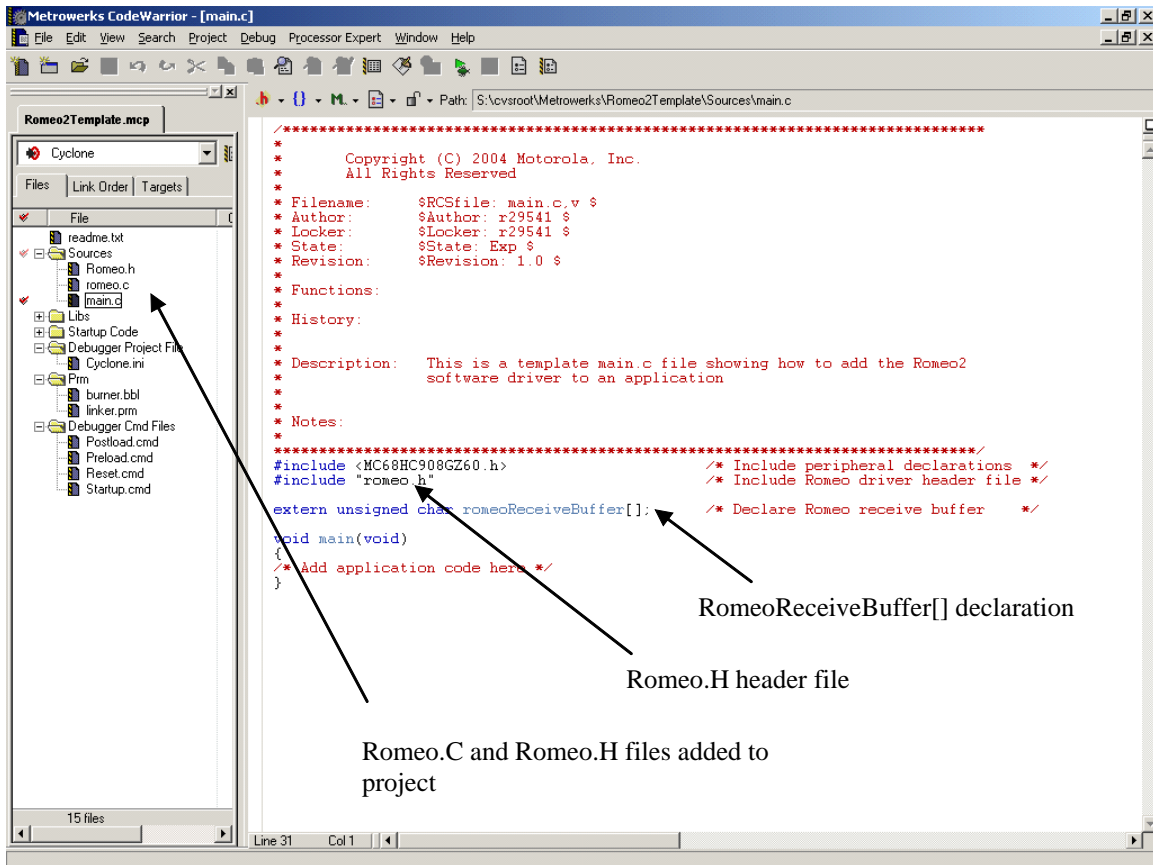 Metrowerks CodeWarrior - [main.c]
File Edit View Search Project Debug Processor Expert Window Help
Path: S:\cvsroot\Metrowerks\Romeo2Template\Sources\main.c
Romeo2Template.mcp
Cyclone
Files Link Order Targets
File
readme.txt
Sources
Romeo.h
romeo.c
main.c
Libs
Startup Code
Debugger Project File
Cyclone.ini
Prm
burner.bbl
linker.prm
Debugger Cmd Files
Postload.cmd
Preload.cmd
Reset.cmd
Startup.cmd
15 files
/******************************************************************************
*
* Copyright (C) 2004 Motorola, Inc.
* All Rights Reserved
*
* Filename: $RCSfile: main.c,v $
* Author: $Author: r29541 $
* Locker: $Locker: r29541 $
* State: $State: Exp $
* Revision: $Revision: 1.0 $
*
* Functions:
*
* History:
*
*
* Description: This is a template main.c file showing how to add the Romeo2
* software driver to an application
*
*
* Notes:
*
******************************************************************************/
#include <MC68HC908GZ60.h> /* Include peripheral declarations */
#include "romeo.h" /* Include Romeo driver header file */
extern unsigned char romeoReceiveBuffer[]; /* Declare Romeo receive buffer */
void main(void)
{
/* Add application code here */
}
RomeoReceiveBuffer[] declaration
Romeo.H header file
Romeo.C and Romeo.H files added to
project
Line 31 Col 1